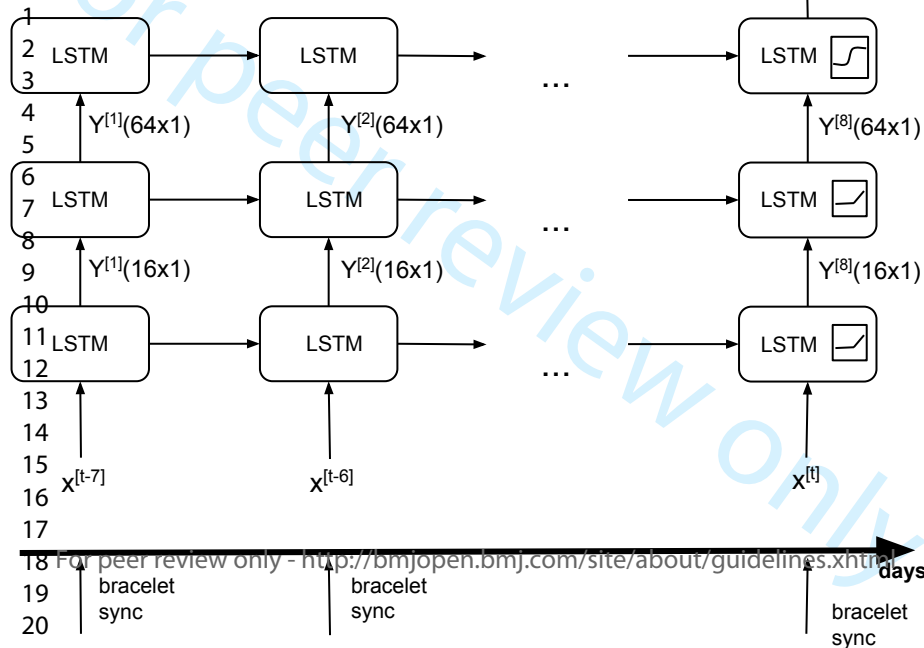 1
2
3
4
5
6
7
8
9
10
11
12
13
14
15
16
17
18
19
20
LSTM LSTM ... LSTM
Y[1](64x1) Y[2](64x1) Y[8](64x1)
LSTM LSTM ... LSTM
Y[1](16x1) Y[2](16x1) Y[8](16x1)
LSTM LSTM ... LSTM
x[t-7] x[t-6] x[t]
For peer review only - http://bmjopen.bmj.com/site/about/guidelines.xhtml
days
bracelet
sync
bracelet
sync
bracelet
sync
peer review only